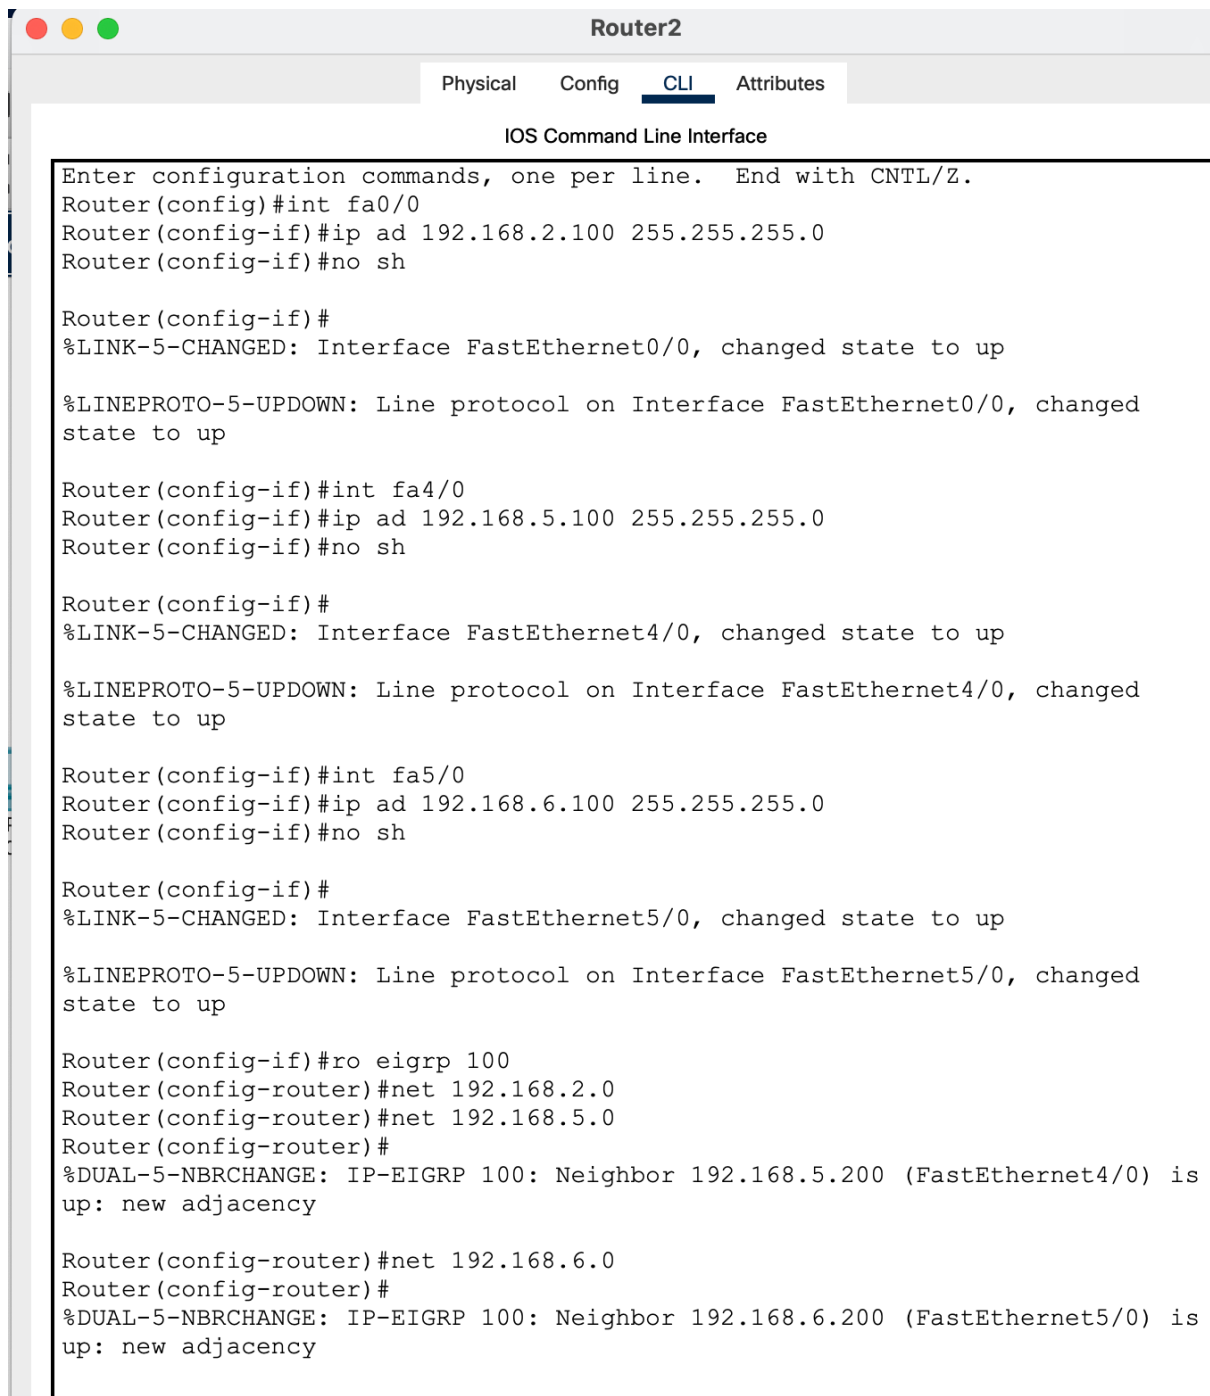 Router2
Physical Config CLI Attributes
IOS Command Line Interface
Enter configuration commands, one per line.  End with CNTL/Z.
Router(config)#int fa0/0
Router(config-if)#ip ad 192.168.2.100 255.255.255.0
Router(config-if)#no sh
Router(config-if)#
%LINK-5-CHANGED: Interface FastEthernet0/0, changed state to up
%LINEPROTO-5-UPDOWN: Line protocol on Interface FastEthernet0/0, changed
state to up
Router(config-if)#int fa4/0
Router(config-if)#ip ad 192.168.5.100 255.255.255.0
Router(config-if)#no sh
Router(config-if)#
%LINK-5-CHANGED: Interface FastEthernet4/0, changed state to up
%LINEPROTO-5-UPDOWN: Line protocol on Interface FastEthernet4/0, changed
state to up
Router(config-if)#int fa5/0
Router(config-if)#ip ad 192.168.6.100 255.255.255.0
Router(config-if)#no sh
Router(config-if)#
%LINK-5-CHANGED: Interface FastEthernet5/0, changed state to up
%LINEPROTO-5-UPDOWN: Line protocol on Interface FastEthernet5/0, changed
state to up
Router(config-if)#ro eigrp 100
Router(config-router)#net 192.168.2.0
Router(config-router)#net 192.168.5.0
Router(config-router)#
%DUAL-5-NBRCHANGE: IP-EIGRP 100: Neighbor 192.168.5.200 (FastEthernet4/0) is
up: new adjacency
Router(config-router)#net 192.168.6.0
Router(config-router)#
%DUAL-5-NBRCHANGE: IP-EIGRP 100: Neighbor 192.168.6.200 (FastEthernet5/0) is
up: new adjacency